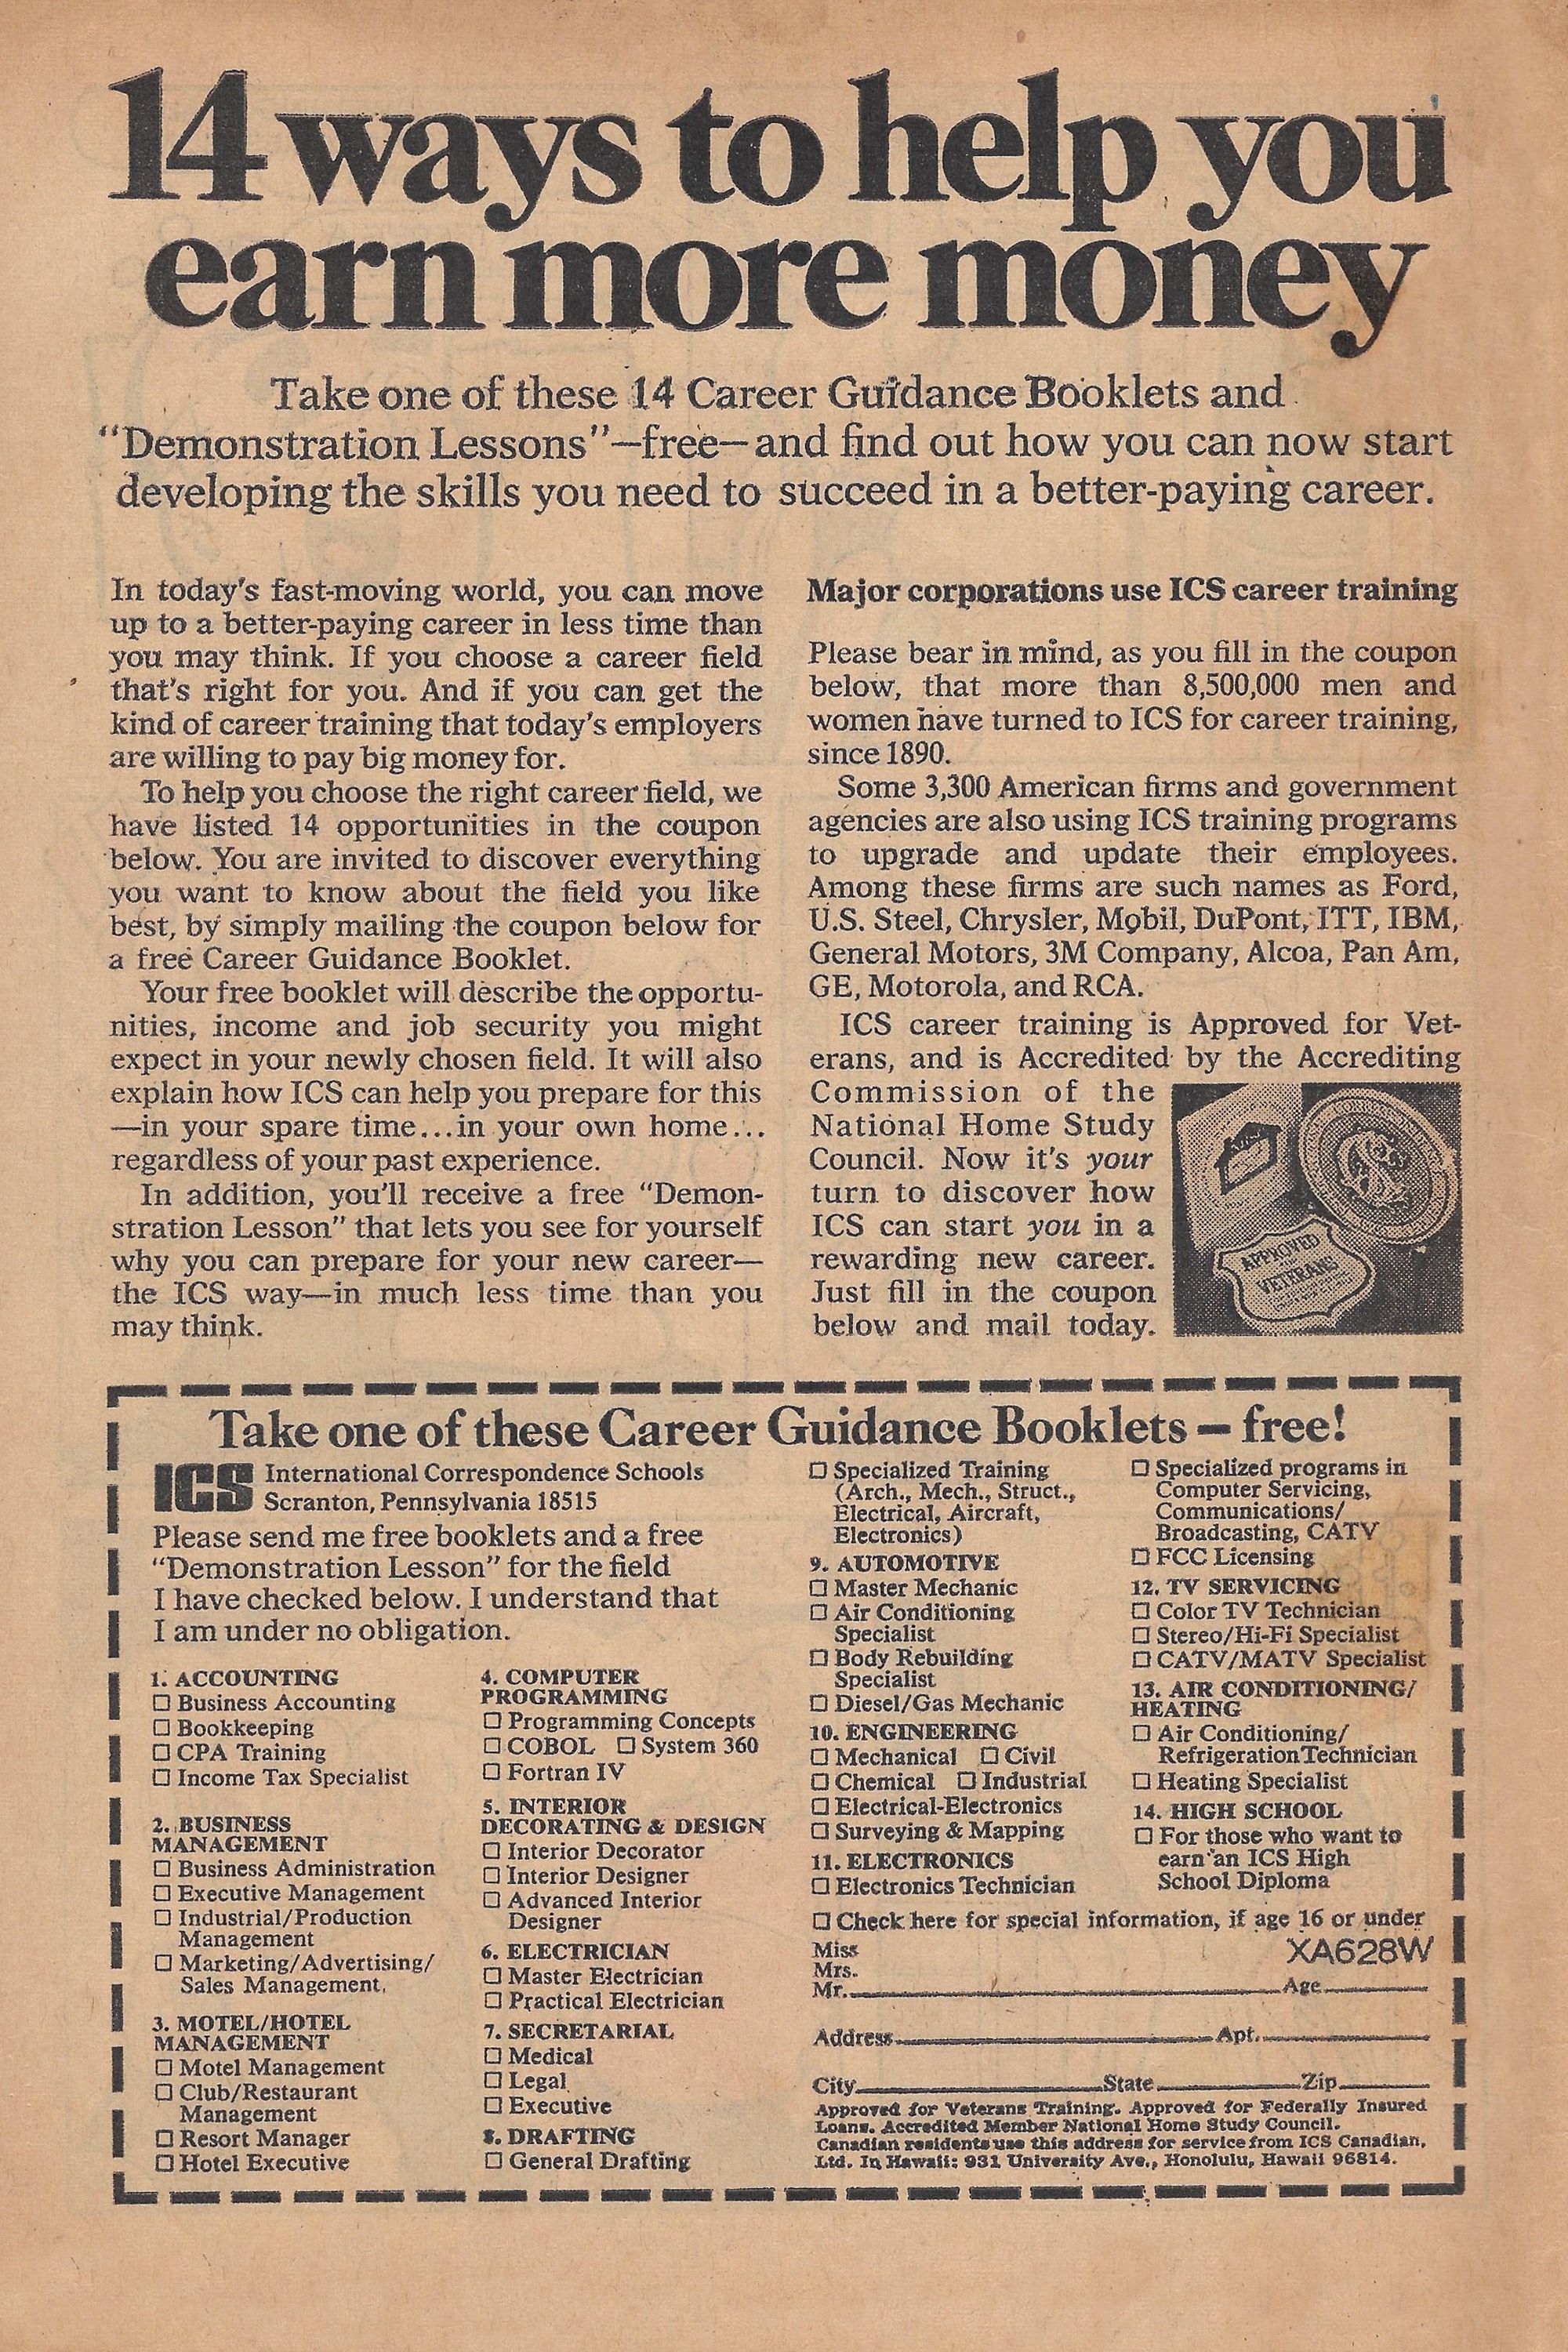 14 ways to help you
earn more money
Take one of these 14 Career Guidance Booklets and
“Demonstration Lessons”—free—and find out how you can now start
developing the skills you need to succeed in a better-paying career.
In today's fast-moving world, you can move
up to a better-paying career in less time than
you may think. If you choose a career field
that's right for you. And if you can get the
kind of career training that today's employers
are willing to pay big money for.
To help you choose the right career field, we
have listed 14 opportunities in the coupon
below. You are invited to discover everything
you want to know about the field you like
best, by simply mailing the coupon below for
a free Career Guidance Booklet.
Your free booklet will describe the opportu-
nities, income and job security you might
expect in your newly chosen field. It will also
explain how ICS can help you prepare for this
—in your spare time...in your own home...
regardless of your past experience.
In addition, you'll receive a free “Demon-
stration Lesson” that lets you see for yourself
why you can prepare for your new career—
the ICS way—in much less time than you
may think.
Major corporations use ICS career training
Please bear in mind, as you fill in the coupon
below, that more than 8,500,000 men and
women have turned to ICS for career training,
since 1890.
Some 3,300 American firms and government
agencies are also using ICS training programs
to upgrade and update their employees.
Among these firms are such names as Ford,
U.S. Steel, Chrysler, Mobil, DuPont, ITT, IBM,
General Motors, 3M Company, Alcoa, Pan Am,
GE, Motorola, and RCA.
ICS career training is Approved for Vet-
erans, and is Accredited by the Accrediting
Commission of the
National Home Study
Council. Now it's your
turn to discover how
ICS can start you in a
rewarding new career.
Just fill in the coupon
below and mail today.
APPROVED
VETERANS
Take one of these Career Guidance Booklets — free!
ICS International Correspondence Schools
Scranton, Pennsylvania 18515
Please send me free booklets and a free
“Demonstration Lesson” for the field
I have checked below. I understand that
I am under no obligation.
1. ACCOUNTING
☐ Business Accounting
☐ Bookkeeping
☐ CPA Training
☐ Income Tax Specialist
2. BUSINESS
MANAGEMENT
☐ Business Administration
☐ Executive Management
☐ Industrial/Production
Management
☐ Marketing/Advertising/
Sales Management
3. MOTEL/HOTEL
MANAGEMENT
☐ Motel Management
☐ Club/Restaurant
Management
☐ Resort Manager
☐ Hotel Executive
4. COMPUTER
PROGRAMMING
☐ Programming Concepts
☐ COBOL ☐ System 360
☐ Fortran IV
5. INTERIOR
DECORATING & DESIGN
☐ Interior Decorator
☐ Interior Designer
☐ Advanced Interior
Designer
6. ELECTRICIAN
☐ Master Electrician
☐ Practical Electrician
7. SECRETARIAL
☐ Medical
☐ Legal
☐ Executive
8. DRAFTING
☐ General Drafting
☐ Specialized Training
(Arch., Mech., Struct.,
Electrical, Aircraft,
Electronics)
9. AUTOMOTIVE
☐ Master Mechanic
☐ Air Conditioning
Specialist
☐ Body Rebuilding
Specialist
☐ Diesel/Gas Mechanic
10. ENGINEERING
☐ Mechanical ☐ Civil
☐ Chemical ☐ Industrial
☐ Electrical-Electronics
☐ Surveying & Mapping
11. ELECTRONICS
☐ Electronics Technician
☐ Specialized programs in
Computer Servicing,
Communications/
Broadcasting, CATV
☐ FCC Licensing
12. TV SERVICING
☐ Color TV Technician
☐ Stereo/Hi-Fi Specialist
☐ CATV/MATV Specialist
13. AIR CONDITIONING/
HEATING
☐ Air Conditioning/
Refrigeration Technician
☐ Heating Specialist
14. HIGH SCHOOL
☐ For those who want to
earn an ICS High
School Diploma
☐ Check here for special information, if age 16 or under
Miss XA628W
Mrs.
Mr. Age
Address Apt.
City State Zip
Approved for Veterans Training. Approved for Federally Insured
Loans. Accredited Member National Home Study Council.
Canadian residents use this address for service from ICS Canadian,
Ltd. In Hawaii: 931 University Ave., Honolulu, Hawaii 96814.